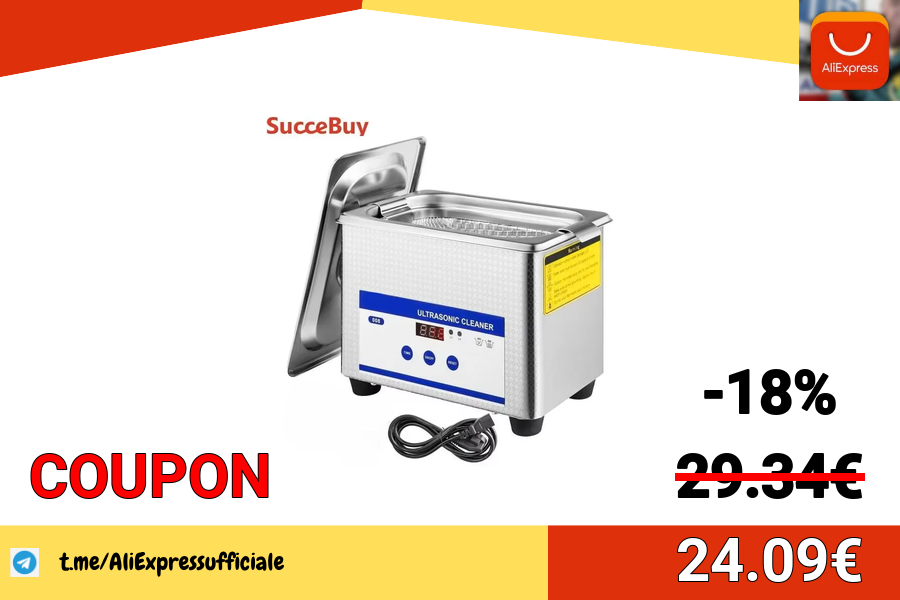 AliExpress
SucceBuy
ULTRASONIC CLEANER
-18%
COUPON
29.34€
t.me/AliExpressufficiale
24.09€